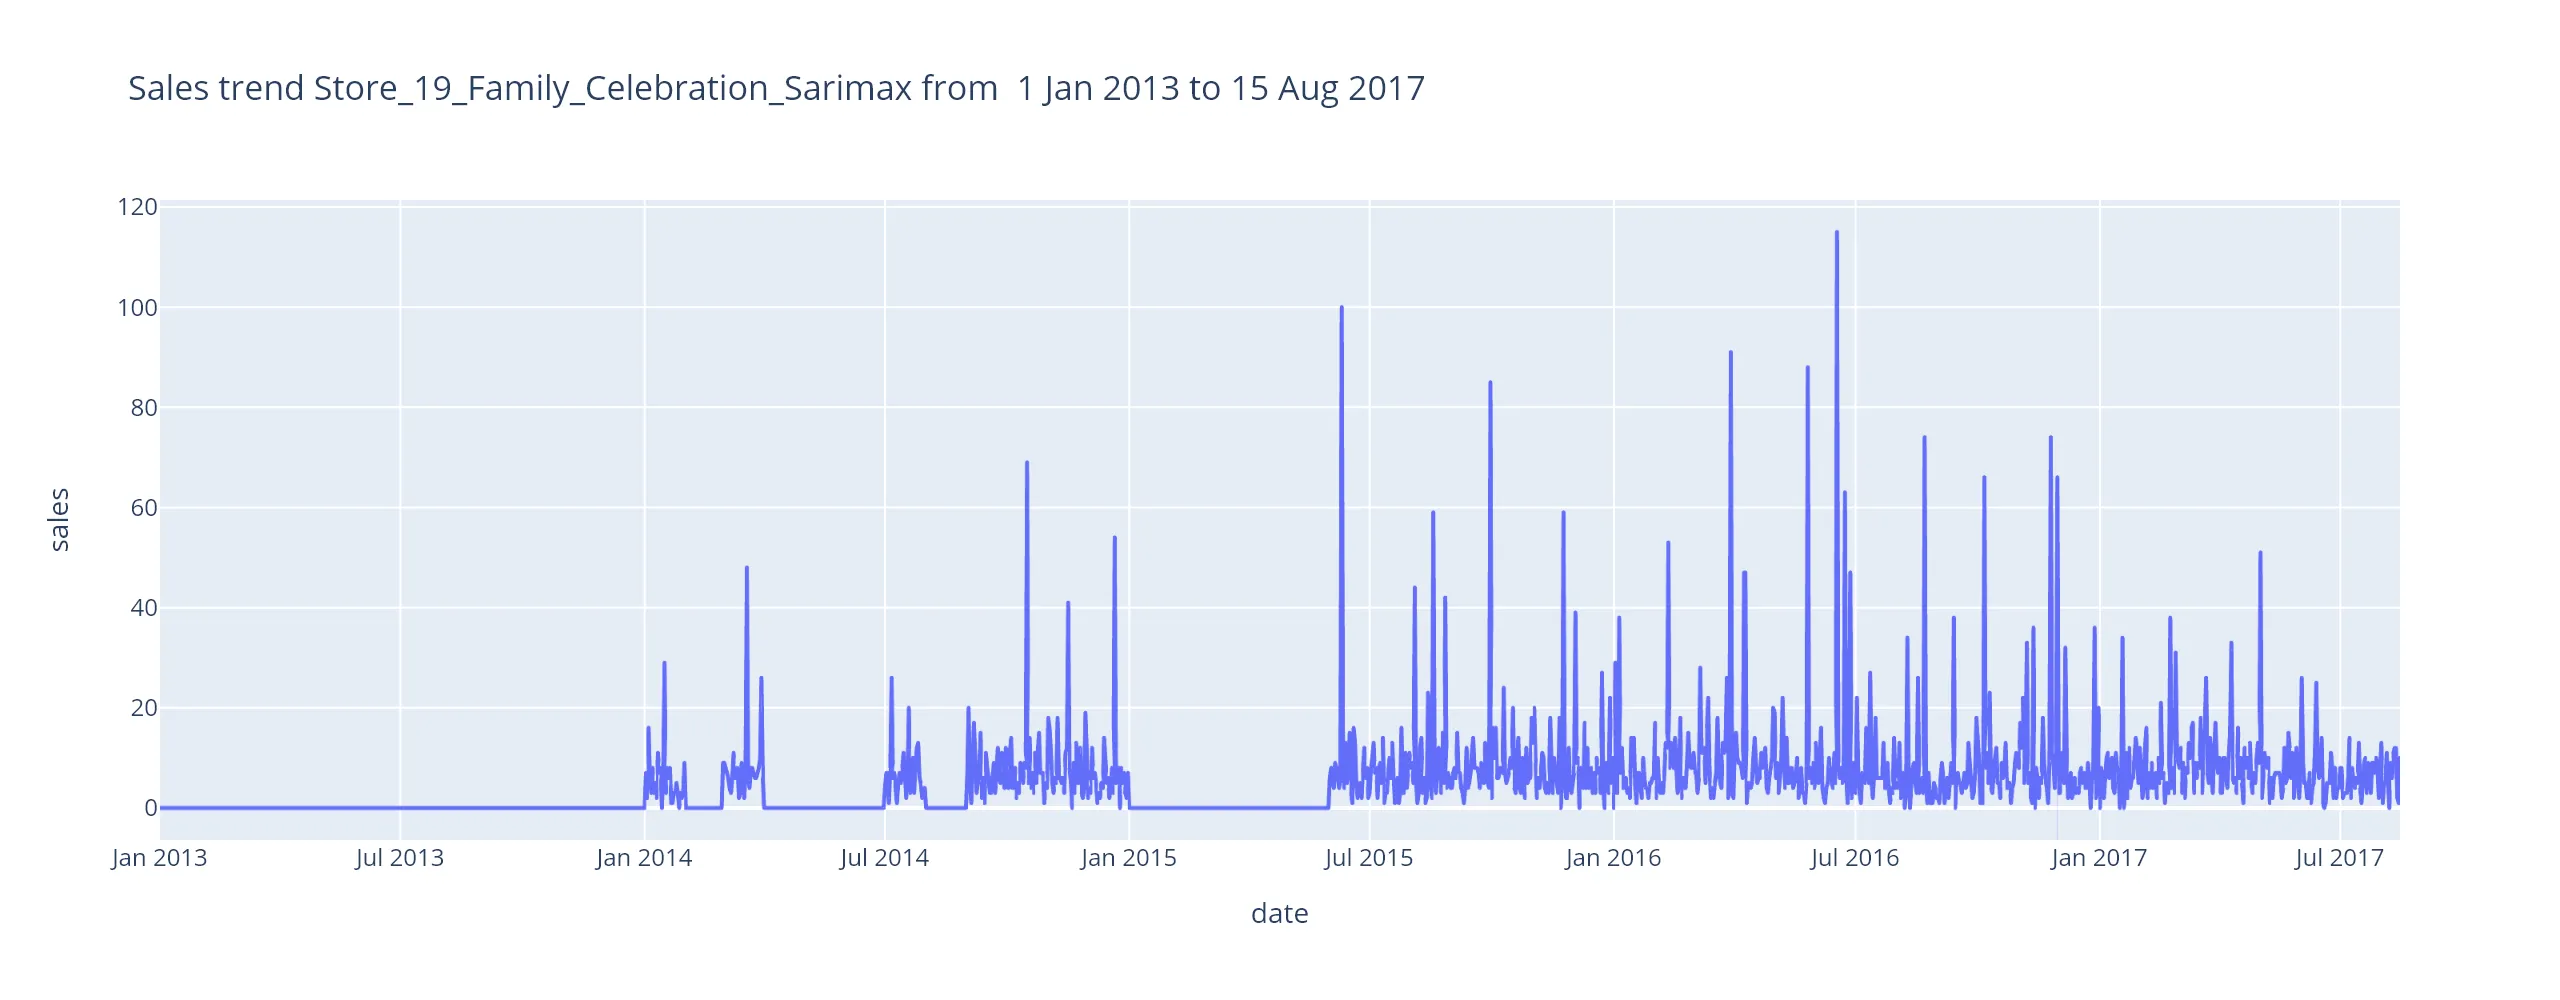 Sales trend Store_19_Family_Celebration_Sarimax from  1 Jan 2013 to 15 Aug 2017
120
100
80
60
40
20
0
sales
Jan 2013
Jul 2013
Jan 2014
Jul 2014
Jan 2015
Jul 2015
Jan 2016
Jul 2016
Jan 2017
Jul 2017
date